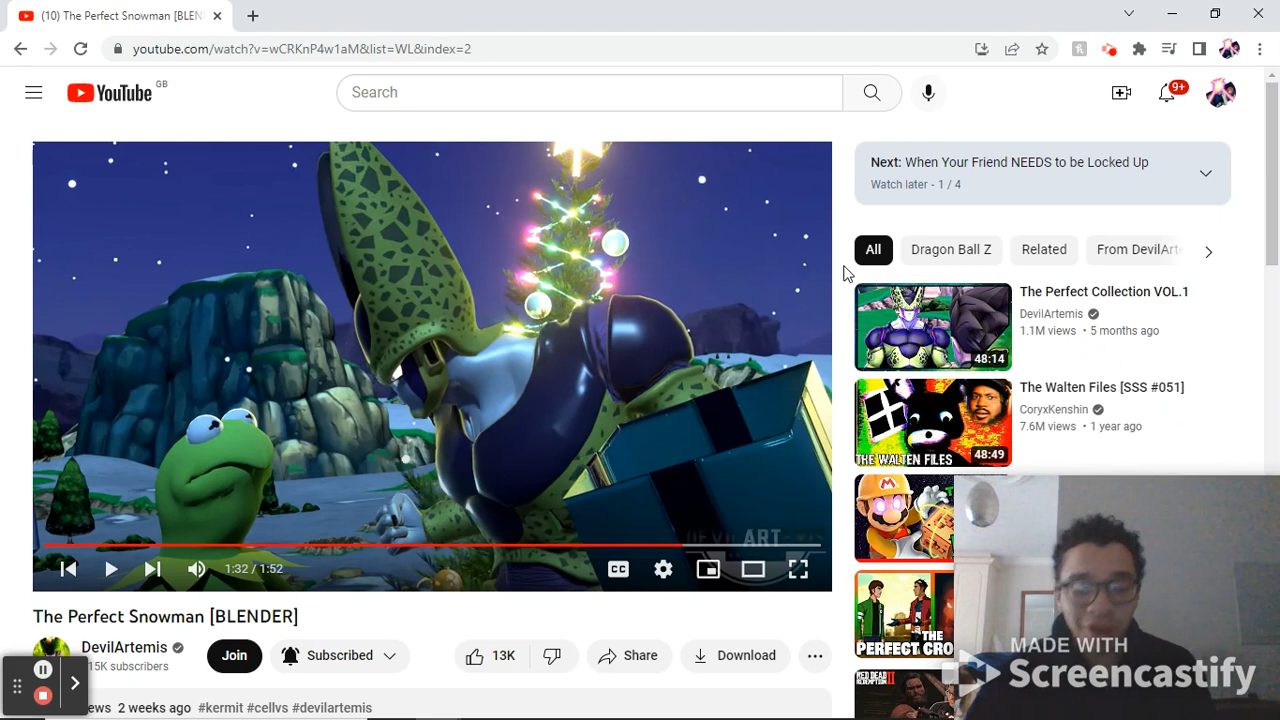 (10) The Perfect Snowman [BLEN
youtube.com/watch?v=wCRKnP4w1aM&list=WL&index=2
YouTube GB
Search
9+
Next: When Your Friend NEEDS to be Locked Up
Watch later - 1 / 4
All
Dragon Ball Z
Related
From DevilArt
The Perfect Collection VOL.1
DevilArtemis
1.1M views • 5 months ago
48:14
The Walten Files [SSS #051]
CoryxKenshin
7.6M views • 1 year ago
THE WALTEN FILES
48:49
THE
PERFECT CRO
RED DEAD
REDEMPTION II
1:32 / 1:52
CC
The Perfect Snowman [BLENDER]
DevilArtemis
15K subscribers
Join
Subscribed
13K
Share
Download
2 weeks ago #kermit #cellvs #devilartemis
MADE WITH
Screencastify